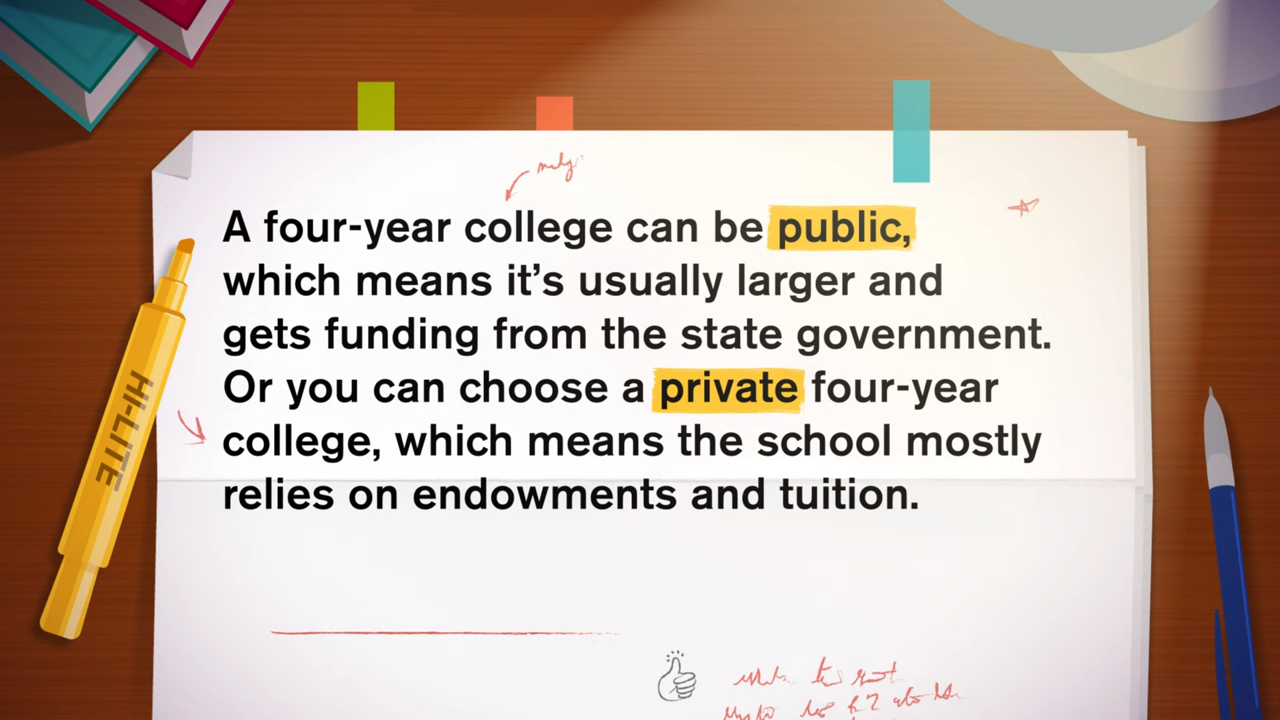 A four-year college can be public,
which means it's usually larger and
gets funding from the state government.
Or you can choose a private four-year
college, which means the school mostly
relies on endowments and tuition.
HI-LITE